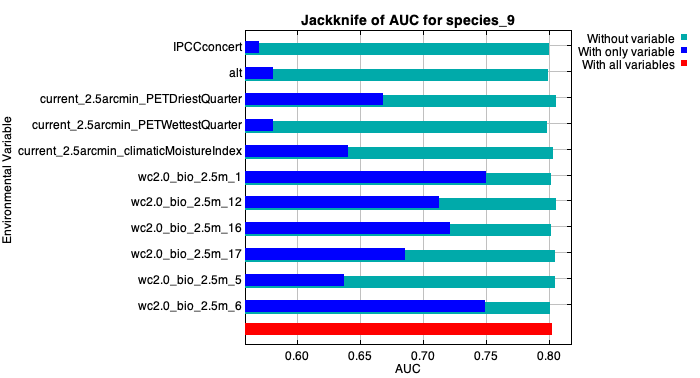 Jackknife of AUC for species_9
IPCCconcert
alt
current_2.5arcmin_PETDriestQuarter
current_2.5arcmin_PETWettestQuarter
current_2.5arcmin_climaticMoistureIndex
wc2.0_bio_2.5m_1
wc2.0_bio_2.5m_12
wc2.0_bio_2.5m_16
wc2.0_bio_2.5m_17
wc2.0_bio_2.5m_5
wc2.0_bio_2.5m_6
Environmental Variable
0.60 0.65 0.70 0.75 0.80
AUC
Without variable
With only variable
With all variables